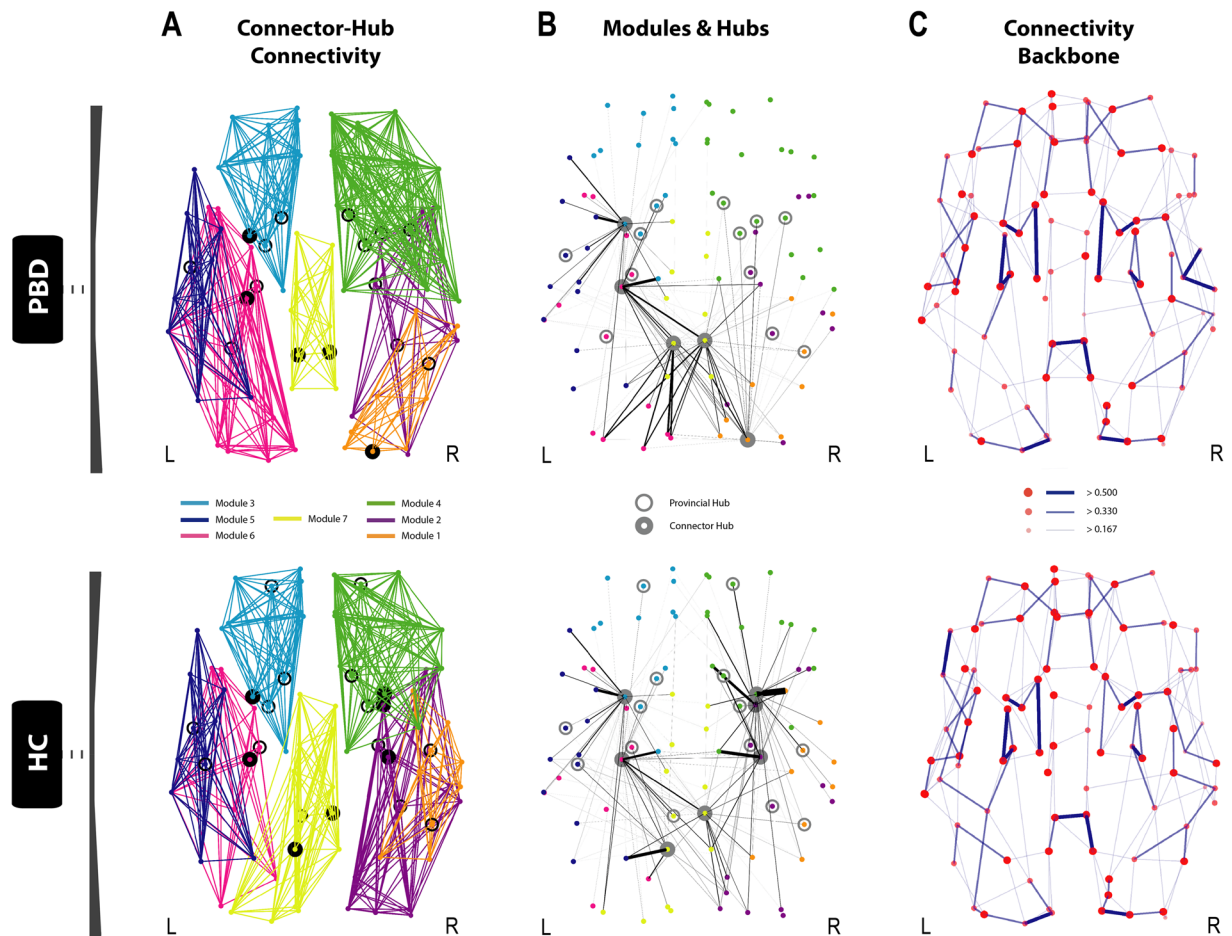 A Connector-Hub
Connectivity
B Modules & Hubs
C Connectivity
Backbone
PBD
L R
L R
L R
Module 3
Module 5
Module 6
Module 7
Module 4
Module 2
Module 1
Provincial Hub
Connector Hub
> 0.500
> 0.330
> 0.167
HC
L R
L R
L R